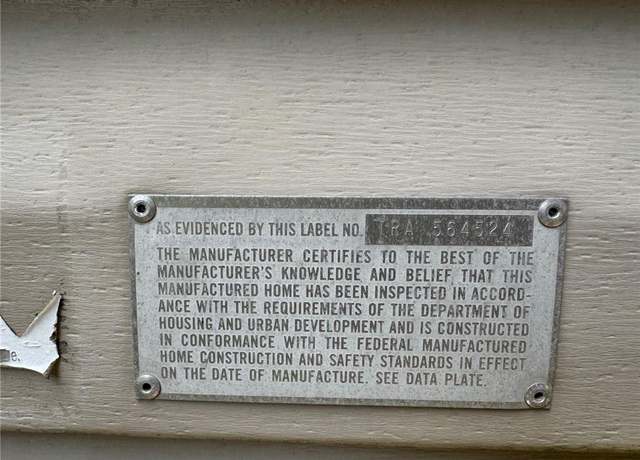 AS EVIDENCED BY THIS LABEL NO. TRA 554524
THE MANUFACTURER CERTIFIES TO THE BEST OF THE
MANUFACTURER'S KNOWLEDGE AND BELIEF THAT THIS
MANUFACTURED HOME HAS BEEN INSPECTED IN ACCORD-
ANCE WITH THE REQUIREMENTS OF THE DEPARTMENT OF
HOUSING AND URBAN DEVELOPMENT AND IS CONSTRUCTED
IN CONFORMANCE WITH THE FEDERAL MANUFACTURED
HOME CONSTRUCTION AND SAFETY STANDARDS IN EFFECT
ON THE DATE OF MANUFACTURE. SEE DATA PLATE.